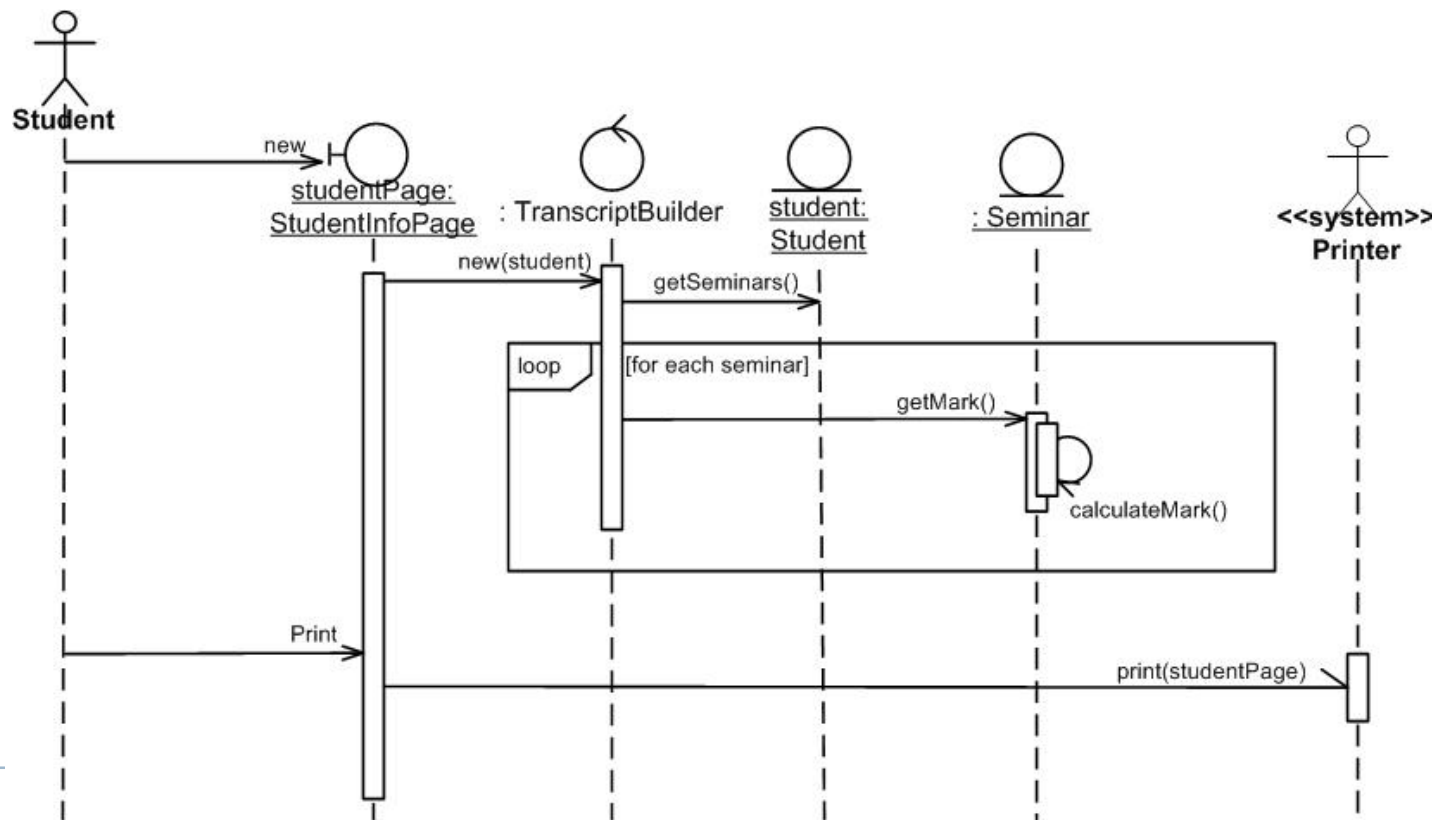 Student
new
studentPage:
StudentInfoPage
: TranscriptBuilder
student:
Student
: Seminar
<<system>>
Printer
new(student)
getSeminars()
loop
[for each seminar]
getMark()
calculateMark()
Print
print(studentPage)